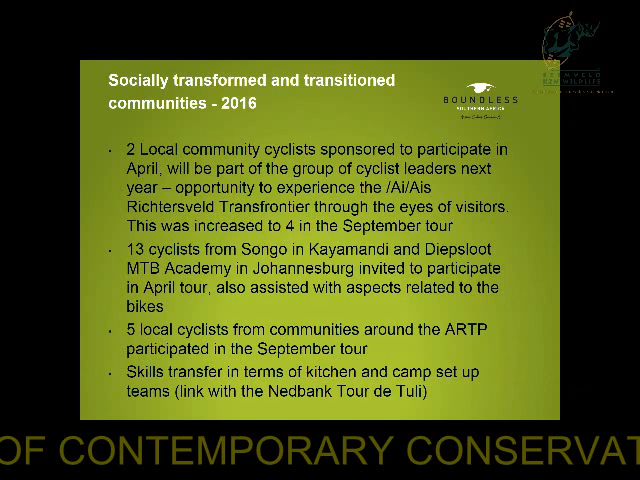 Socially transformed and transitioned
communities - 2016
BOUNDLESS
SOUTHERN AFRICA
2 Local community cyclists sponsored to participate in
April, will be part of the group of cyclist leaders next
year – opportunity to experience the /Ai/Ais
Richtersveld Transfrontier through the eyes of visitors.
This was increased to 4 in the September tour
13 cyclists from Songo in Kayamandi and Diepsloot
MTB Academy in Johannesburg invited to participate
in April tour, also assisted with aspects related to the
bikes
5 local cyclists from communities around the ARTP
participated in the September tour
Skills transfer in terms of kitchen and camp set up
teams (link with the Nedbank Tour de Tuli)
OF CONTEMPORARY CONSERVAT